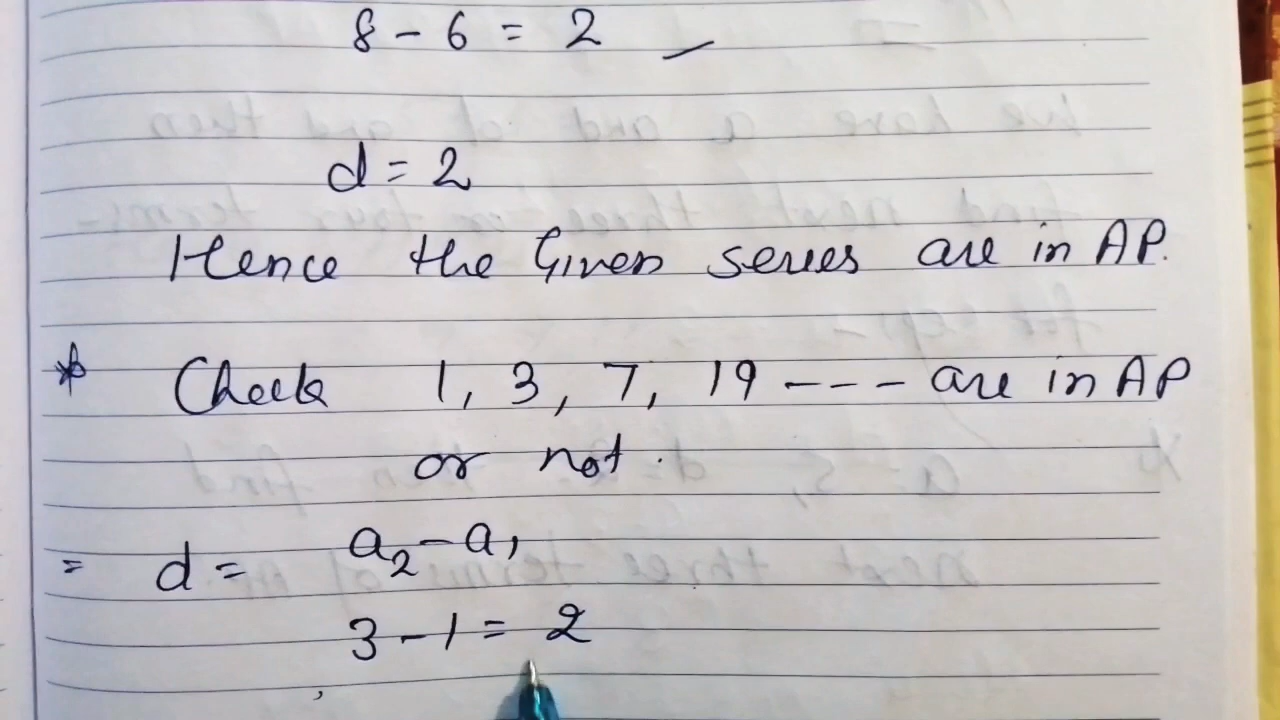 8 - 6 = 2
d = 2
Hence the Given series are in AP.
* Check 1, 3, 7, 19 - - - are in AP
or not.
= d = a₂ - a₁
3 - 1 = 2